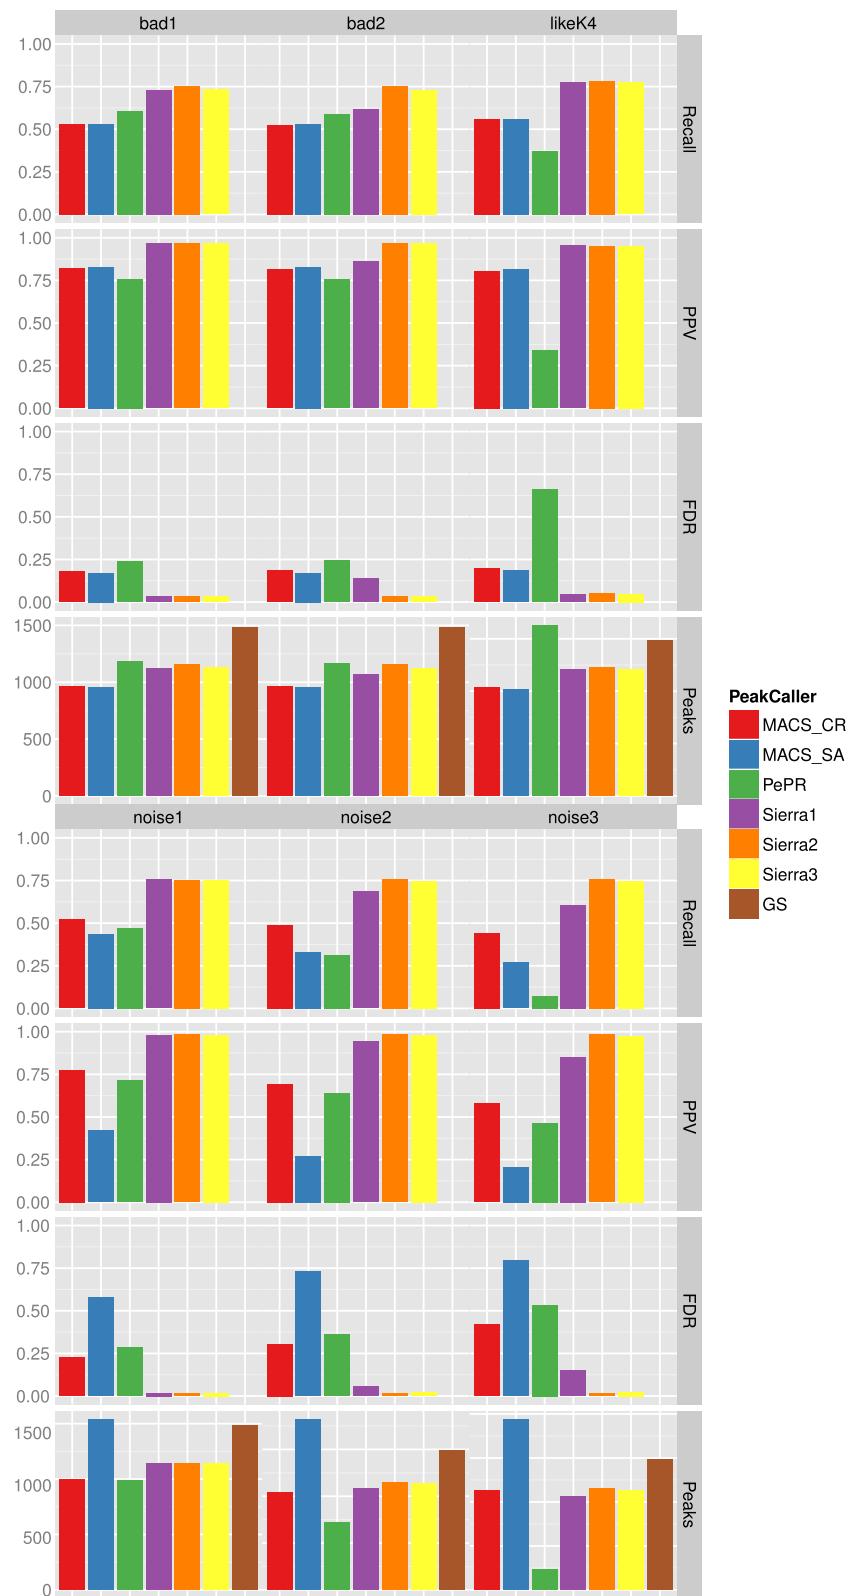 bad1 bad2 likeK4
1.00
0.75
0.50
0.25
0.00
Recall
1.00
0.75
0.50
0.25
0.00
PPV
1.00
0.75
0.50
0.25
0.00
FDR
1500
1000
500
0
Peaks
noise1 noise2 noise3
1.00
0.75
0.50
0.25
0.00
Recall
1.00
0.75
0.50
0.25
0.00
PPV
1.00
0.75
0.50
0.25
0.00
FDR
1500
1000
500
0
Peaks
PeakCaller
MACS_CR
MACS_SA
PePR
Sierra1
Sierra2
Sierra3
GS